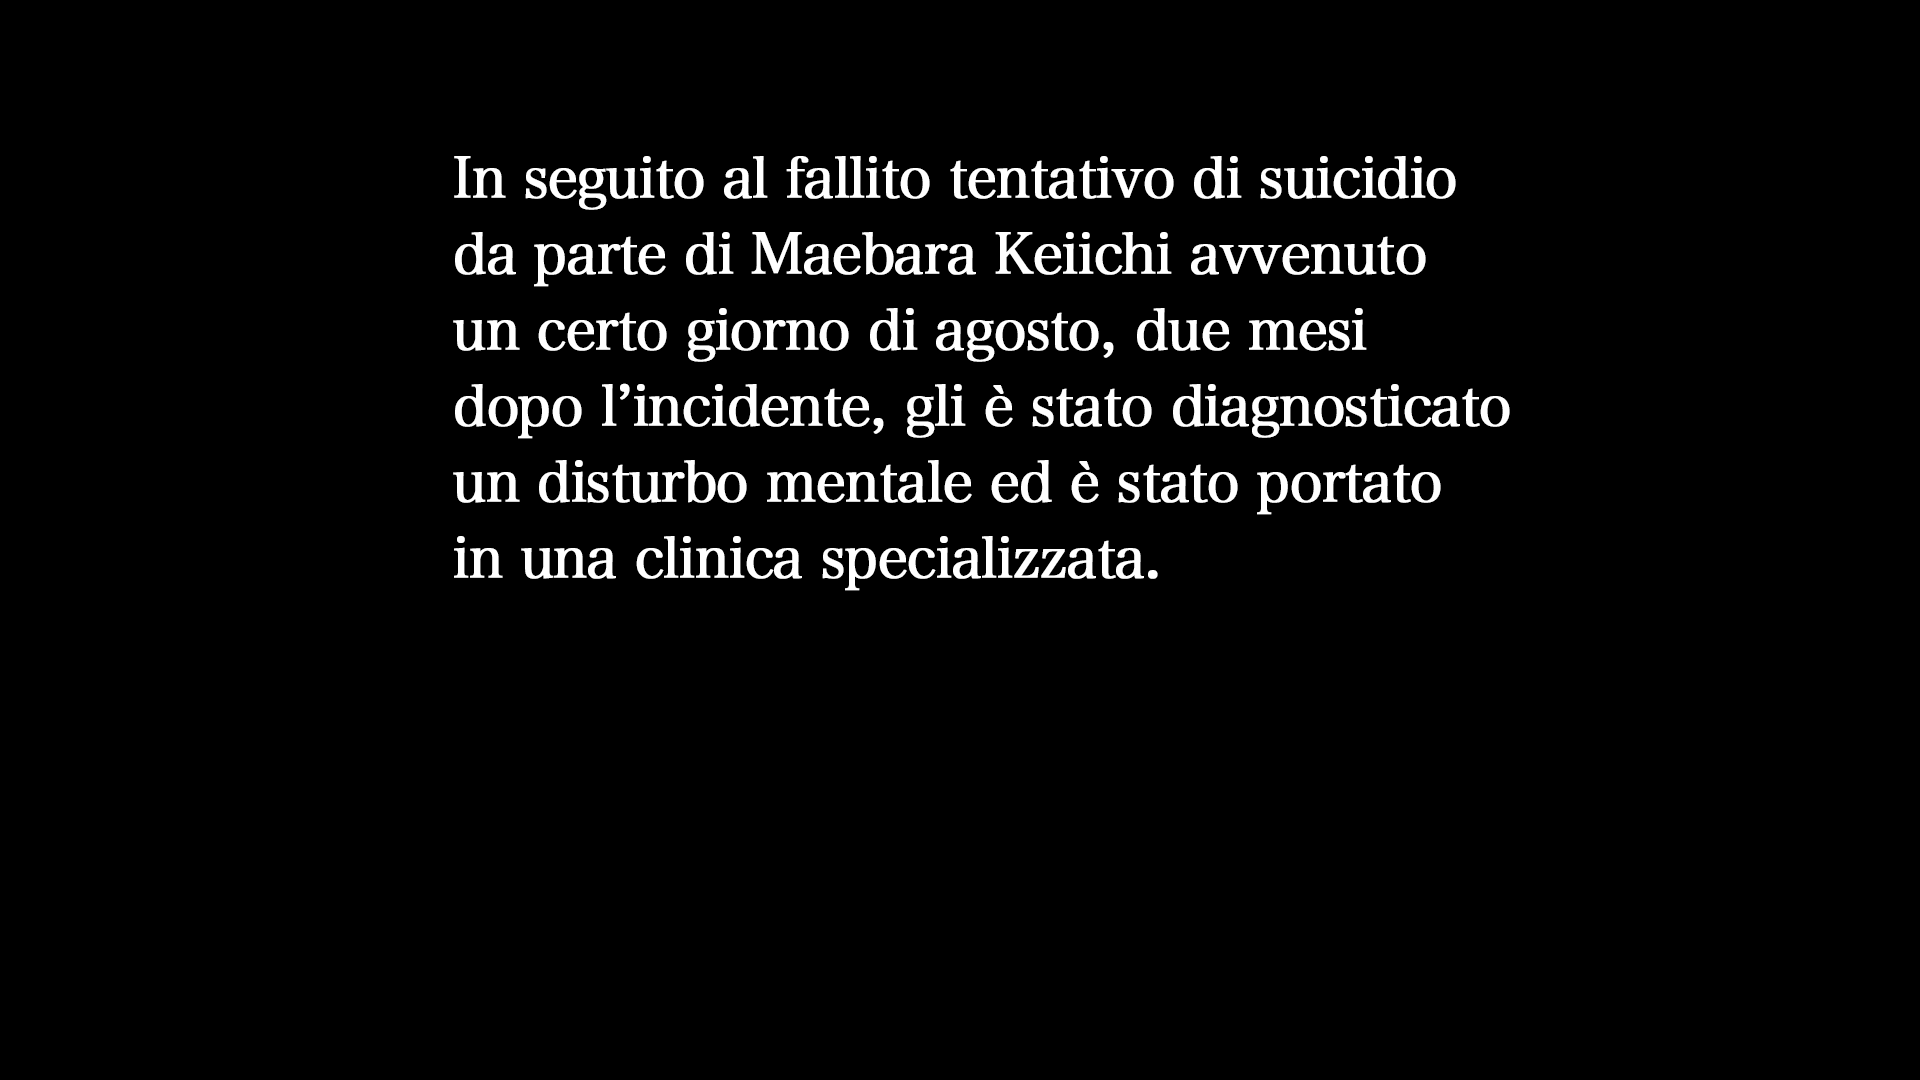 In seguito al fallito tentativo di suicidio
da parte di Maebara Keiichi avvenuto
un certo giorno di agosto, due mesi
dopo l’incidente, gli è stato diagnosticato
un disturbo mentale ed è stato portato
in una clinica specializzata.